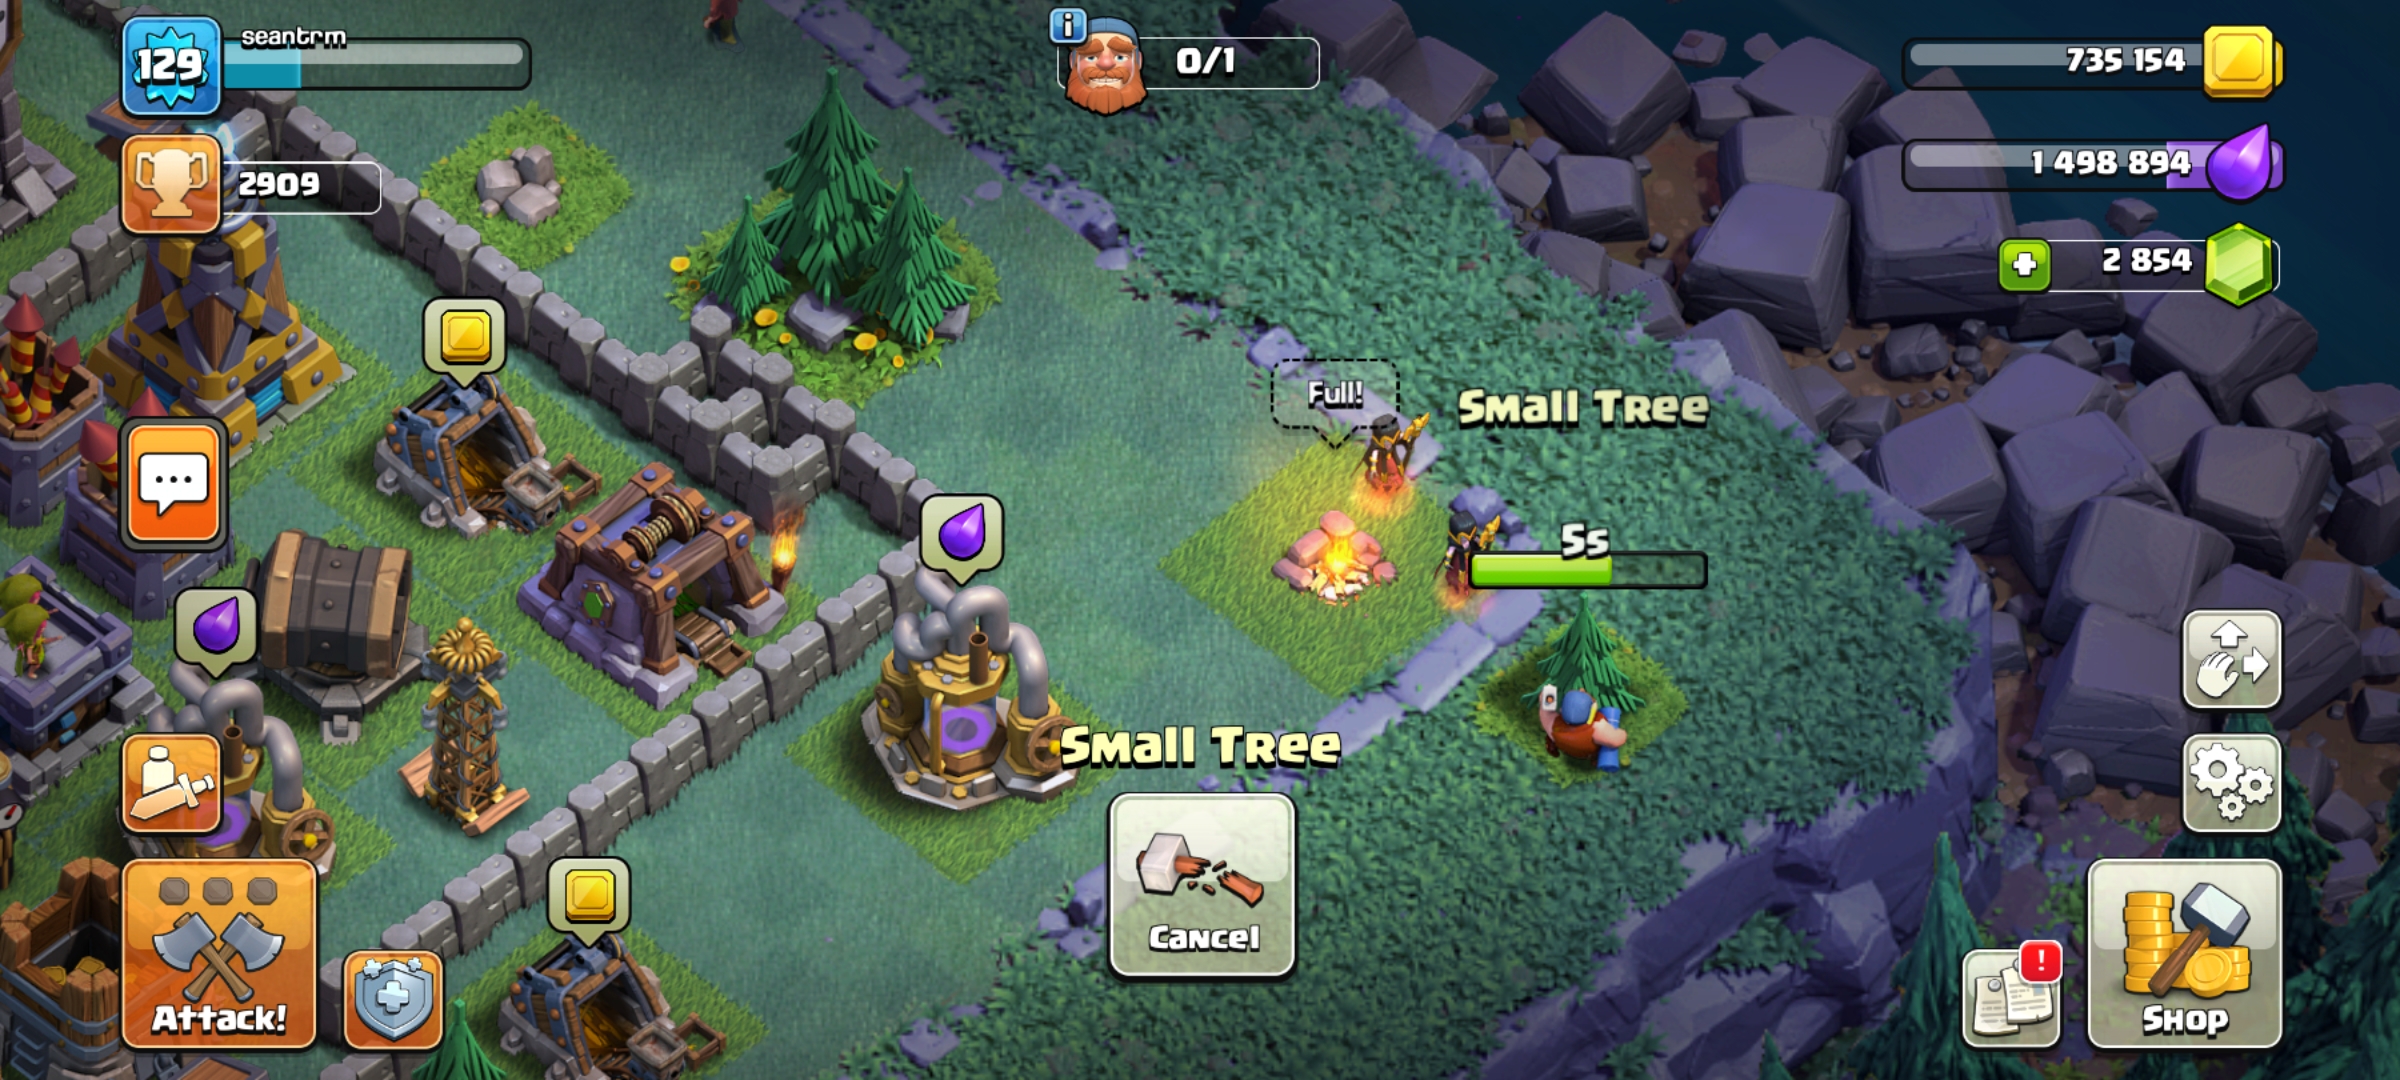 seantrm
129
0/1
735 154
2909
1 498 894
2 854
Full!
Small Tree
5s
Small Tree
Cancel
Attack!
!
Shop